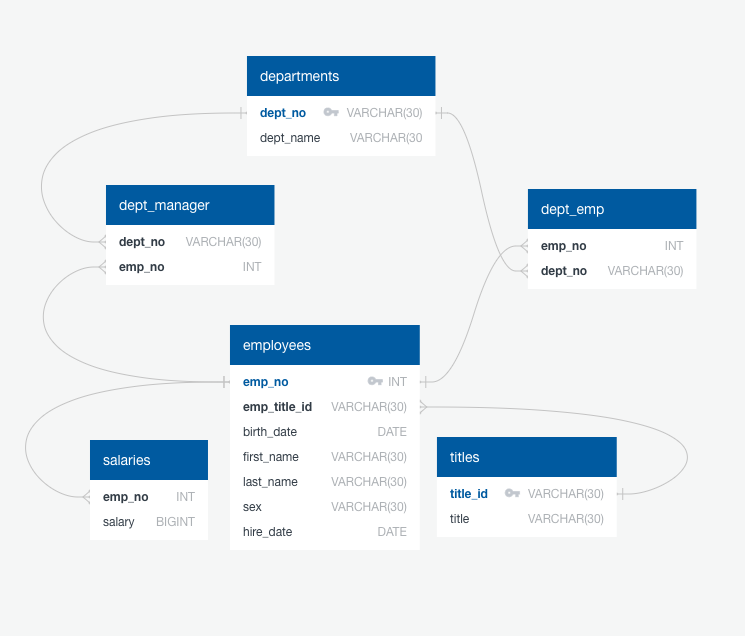 departments
dept_no VARCHAR(30)
dept_name VARCHAR(30
dept_manager
dept_no VARCHAR(30)
emp_no INT
dept_emp
emp_no INT
dept_no VARCHAR(30)
employees
emp_no INT
emp_title_id VARCHAR(30)
birth_date DATE
first_name VARCHAR(30)
last_name VARCHAR(30)
sex VARCHAR(30)
hire_date DATE
salaries
emp_no INT
salary BIGINT
titles
title_id VARCHAR(30)
title VARCHAR(30)